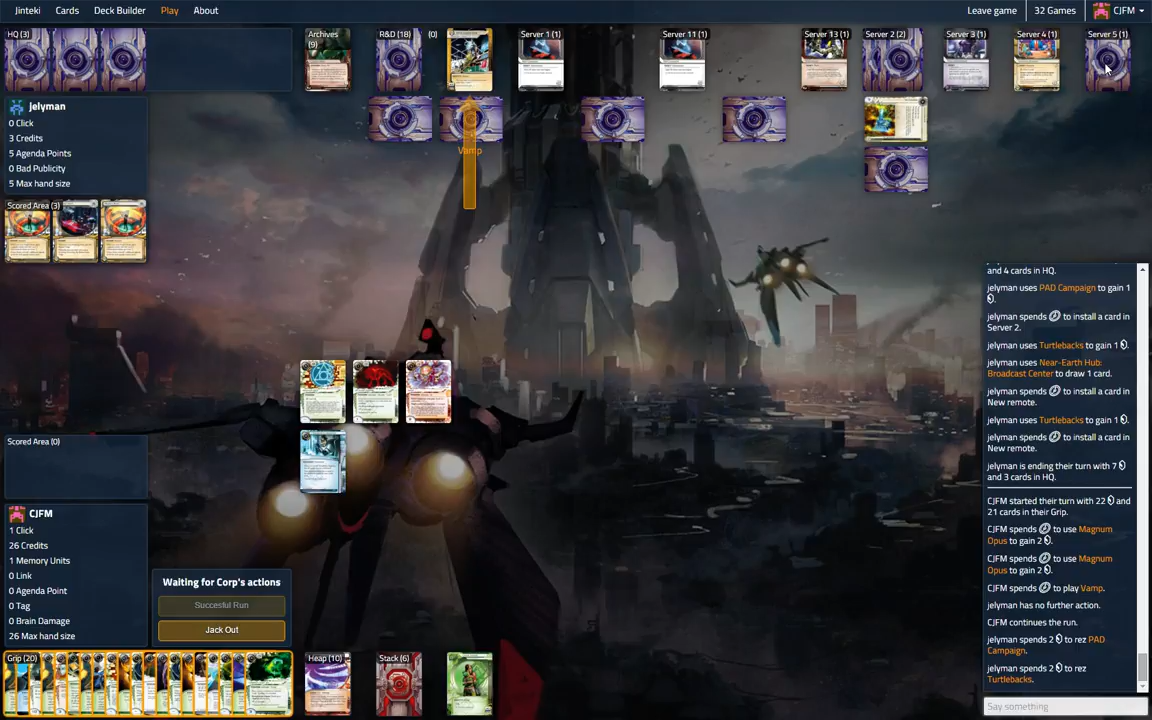 Jinteki
Cards
Deck Builder
Play
About
Leave game
32 Games
CJFM
HQ (3)
Archives
(9)
R&D (18)
(0)
Server 1 (1)
Server 11 (1)
Server 13 (1)
Server 2 (2)
Server 3 (1)
Server 4 (1)
Server 5 (1)
Vamp
jelyman
0 Click
3 Credits
5 Agenda Points
0 Bad Publicity
5 Max hand size
Scored Area (3)
Scored Area (0)
CJFM
1 Click
26 Credits
1 Memory Units
0 Link
0 Agenda Point
0 Tag
0 Brain Damage
26 Max hand size
Waiting for Corp's actions
Succesful Run
Jack Out
Grip (20)
Heap (10)
Stack (6)
and 4 cards in HQ.
jelyman uses PAD Campaign to gain 1
.
jelyman spends to install a card in
Server 2.
jelyman uses Turtlebacks to gain 1 .
jelyman uses Near-Earth Hub:
Broadcast Center to draw 1 card.
jelyman spends to install a card in
New remote.
jelyman uses Turtlebacks to gain 1 .
jelyman spends to install a card in
New remote.
jelyman is ending their turn with 7
and 3 cards in HQ.
CJFM started their turn with 22 and
21 cards in their Grip.
CJFM spends to use Magnum
Opus to gain 2 .
CJFM spends to use Magnum
Opus to gain 2 .
CJFM spends to play Vamp.
jelyman has no further action.
CJFM continues the run.
jelyman spends 2 to rez PAD
Campaign.
jelyman spends 2 to rez
Turtlebacks.
Say something